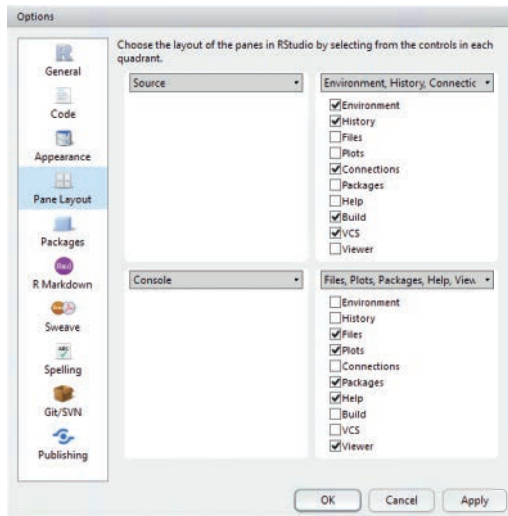 Options
Choose the layout of the panes in RStudio by selecting from the controls in each
quadrant.
General
Code
Appearance
Pane Layout
Packages
R Markdown
Sweave
Spelling
Git/SVN
Publishing
Source
Environment, History, Connectic
Environment
History
Files
Plots
Connections
Packages
Help
Build
VCS
Viewer
Console
Files, Plots, Packages, Help, View
Environment
History
Files
Plots
Connections
Packages
Help
Build
VCS
Viewer
OK Cancel Apply